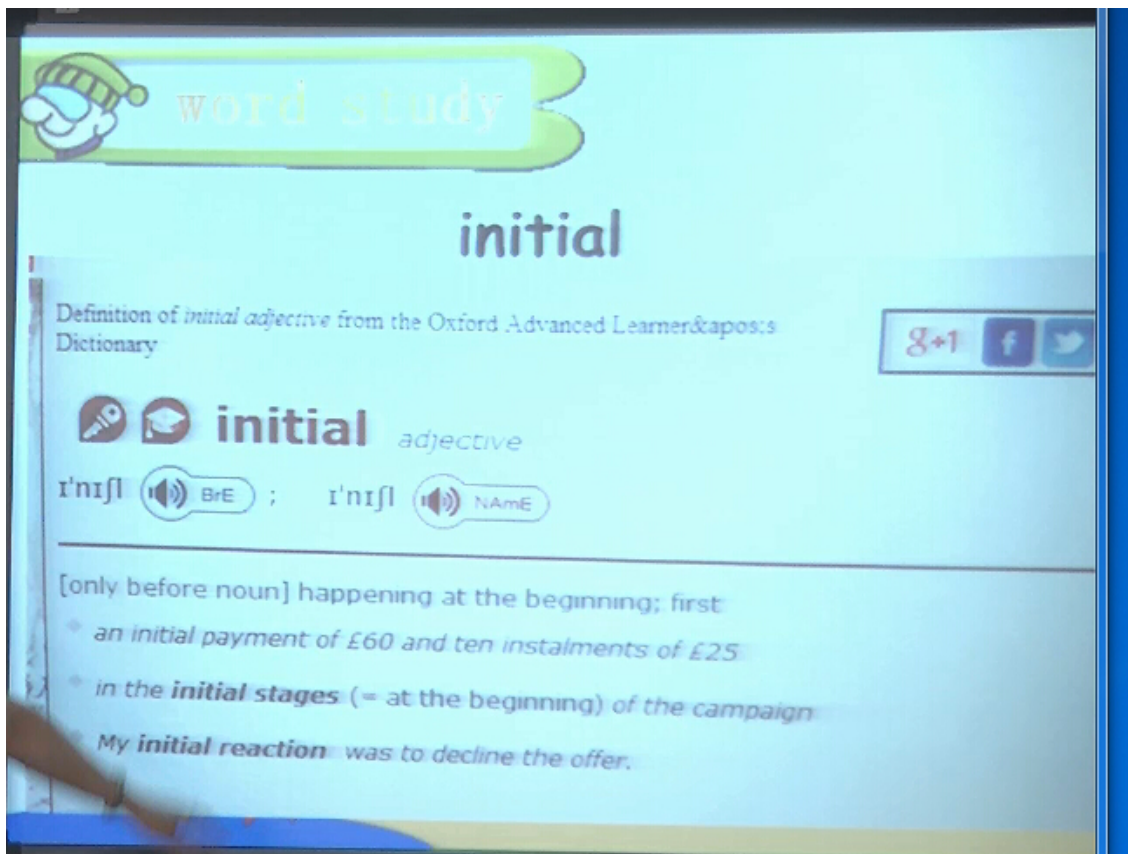 word study
initial
Definition of initial adjective from the Oxford Advanced Learner&apos;s
Dictionary
g+1 f
initial adjective
ɪˈnɪʃl BrE ; ɪˈnɪʃl NAmE
[only before noun] happening at the beginning; first
an initial payment of £60 and ten instalments of £25
in the initial stages (= at the beginning) of the campaign
My initial reaction was to decline the offer.